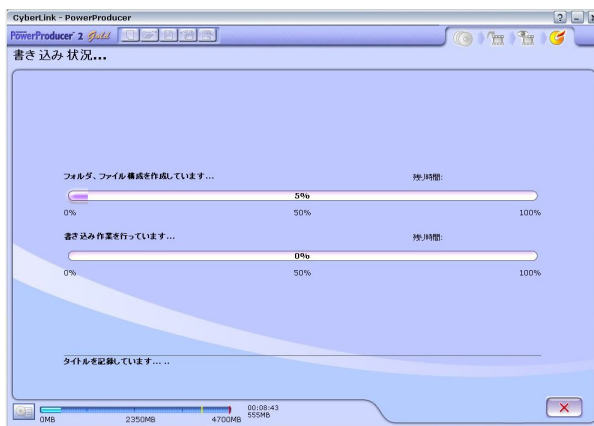 CyberLink - PowerProducer
PowerProducer 2 Gold
書き込み状況...
フォルダ、ファイル構成を作成しています... 残り時間:
5%
0% 50% 100%
書き込み作業を行っています... 残り時間:
0%
0% 50% 100%
タイトルを記録しています... ..
00:08:43
555MB
0MB 2350MB 4700MB